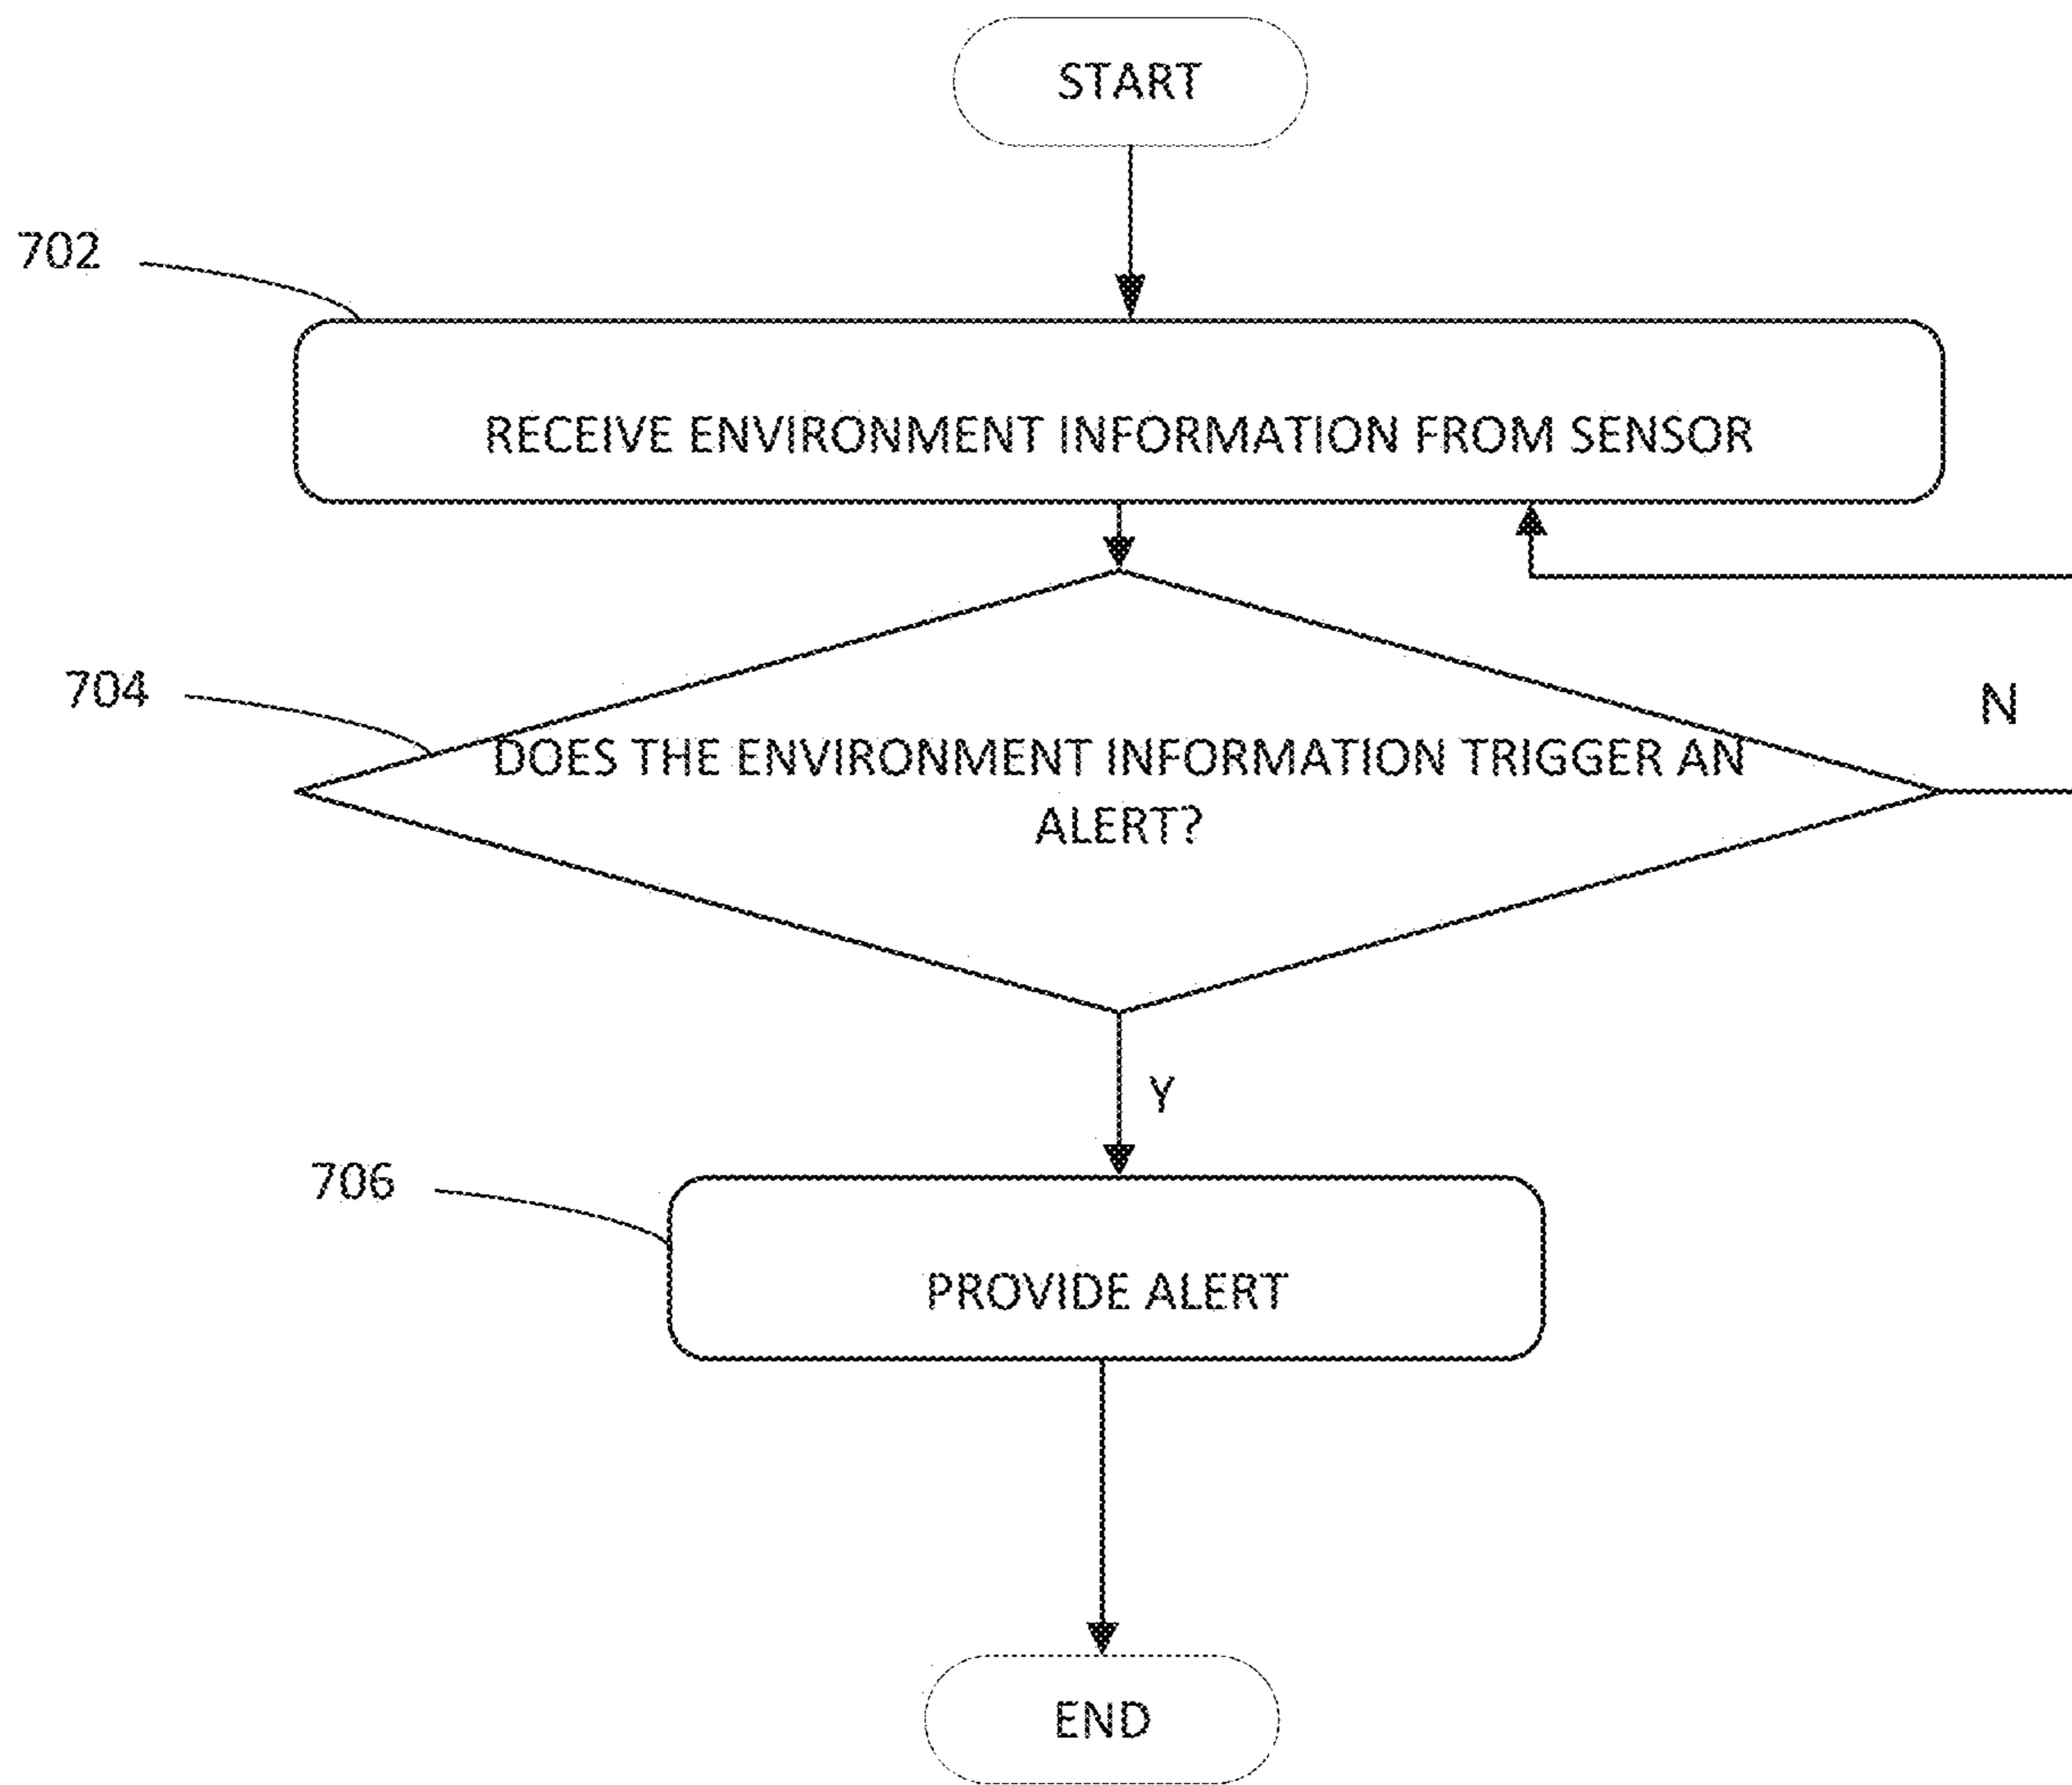 START
702
RECEIVE ENVIRONMENT INFORMATION FROM SENSOR
704
DOES THE ENVIRONMENT INFORMATION TRIGGER AN
ALERT?
N
Y
706
PROVIDE ALERT
END